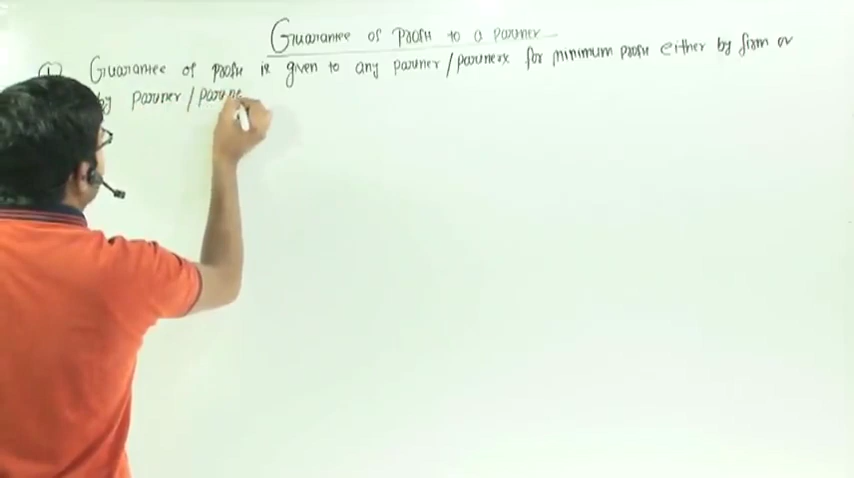 Guarantee of Profit to a Partner
① Guarantee of profit is given to any partner/partners for minimum profit either by firm or
by partner/partne